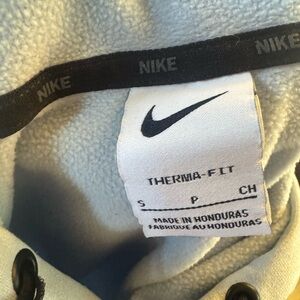 NIKE NIKE NIKE
THERMA-FIT
S P CH
MADE IN HONDURAS
FABRIQUE AU HONDURAS